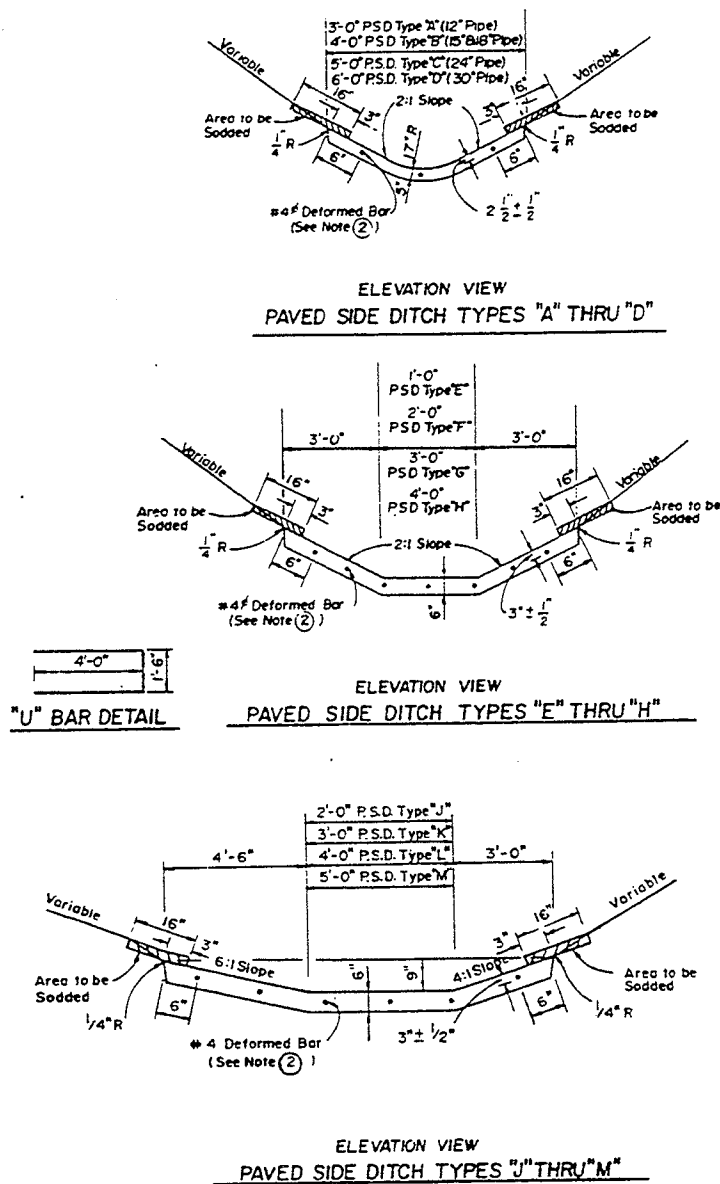 3'-0" PSD Type "A" (12" Pipe)
4'-0" PSD Type "B" (15"&18" Pipe)
5'-0" P.S.D. Type "C" (24" Pipe)
6'-0" P.S.D. Type "D" (30" Pipe)
Variable
Variable
16"
3"
2:1 Slope
3"
16"
Area to be
Sodded
Area to be
Sodded
1/4" R
1/4" R
17" R
6"
6"
5"
#4⌀ Deformed Bar
(See Note 2)
2 1/2" ± 1/2"
ELEVATION VIEW
PAVED SIDE DITCH TYPES "A" THRU "D"
1'-0"
PSD Type "E"
2'-0"
PSD Type "F"
3'-0"
3'-0"
3'-0"
PSD Type "G"
4'-0"
PSD Type "H"
Variable
Variable
16"
3"
16"
3"
Area to be
Sodded
Area to be
Sodded
1/4" R
1/4" R
2:1 Slope
6"
6"
#4⌀ Deformed Bar
(See Note 2)
6"
3" ± 1/2"
4'-0"
1'-6"
"U" BAR DETAIL
ELEVATION VIEW
PAVED SIDE DITCH TYPES "E" THRU "H"
2'-0" P.S.D. Type "J"
3'-0" P.S.D. Type "K"
4'-6"
4'-0" P.S.D. Type "L"
3'-0"
5'-0" P.S.D. Type "M"
Variable
Variable
16"
3"
6:1 Slope
6"
9"
4:1 Slope
3"
16"
Area to be
Sodded
Area to be
Sodded
6"
6"
1/4" R
1/4" R
3" ± 1/2"
#4 Deformed Bar
(See Note 2)
ELEVATION VIEW
PAVED SIDE DITCH TYPES "J" THRU "M"